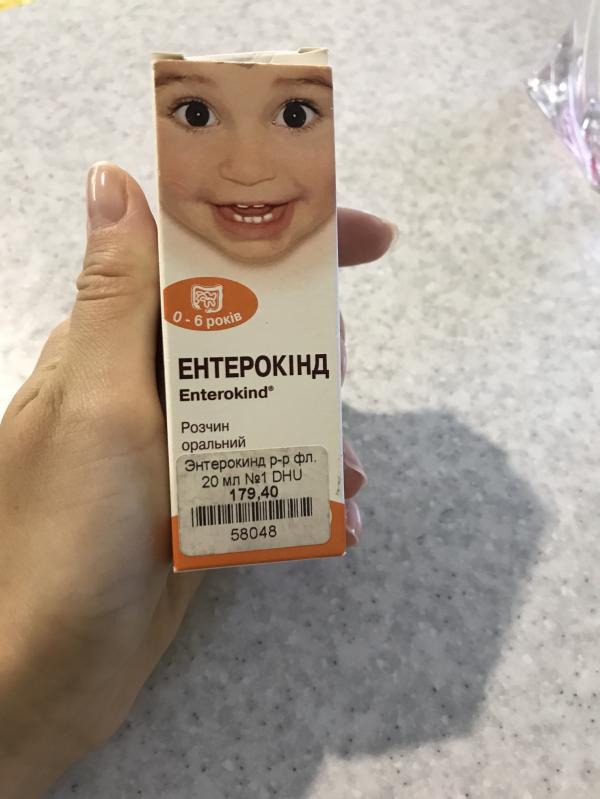 0 - 6 років
ЕНТЕРОКІНД
Enterokind®
Розчин
оральний
Энтерокинд р-р фл.
20 мл №1 DHU
179,40
58048